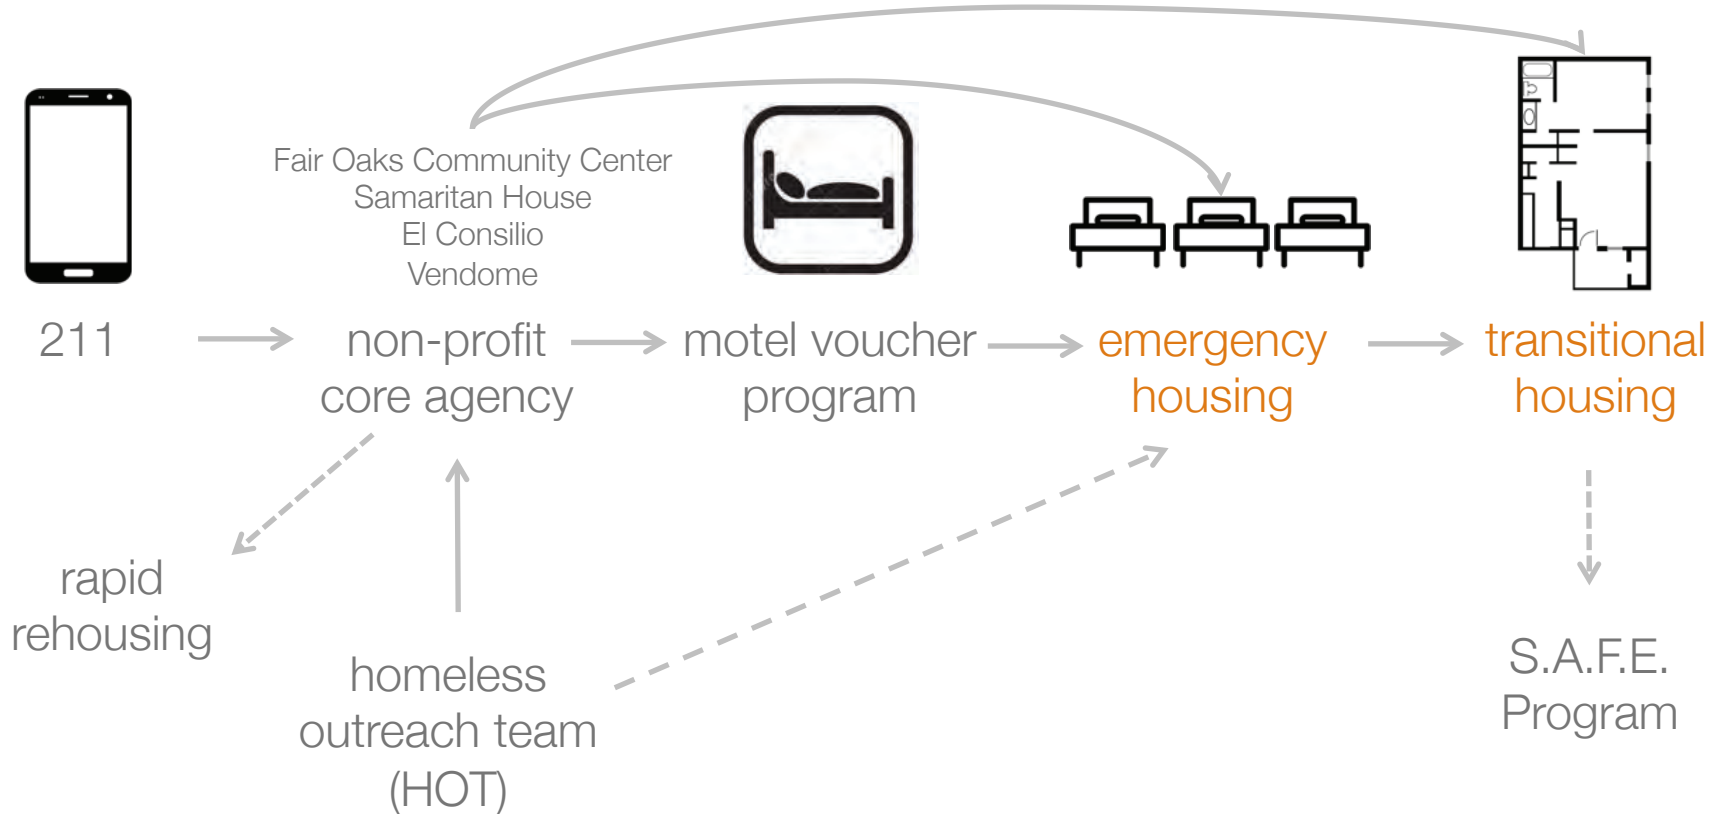 Fair Oaks Community Center
Samaritan House
El Consilio
Vendome
211
non-profit
core agency
motel voucher
program
emergency
housing
transitional
housing
rapid
rehousing
homeless
outreach team
(HOT)
S.A.F.E.
Program